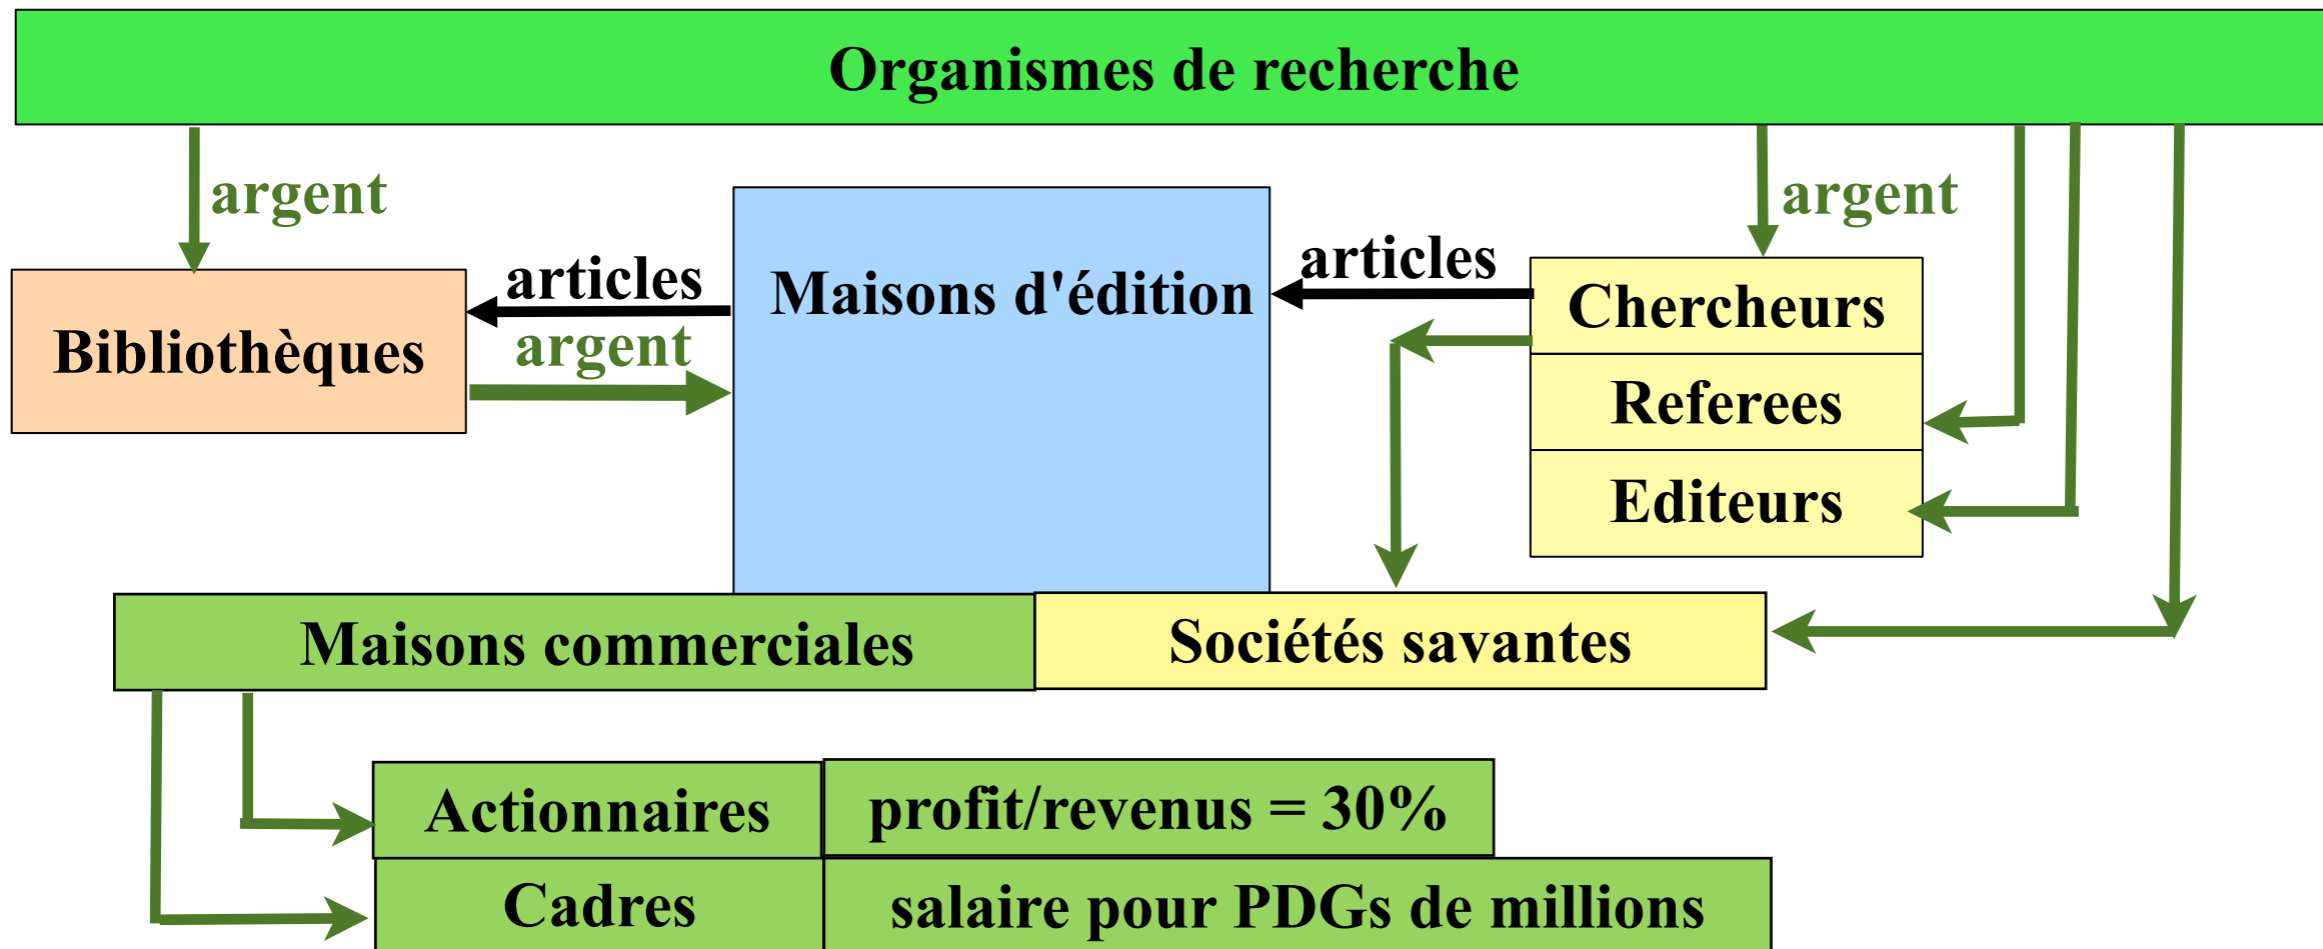 Organismes de recherche
argent
argent
articles
articles
Maisons d'édition
Chercheurs
Bibliothèques
argent
Referees
Editeurs
Maisons commerciales
Sociétés savantes
Actionnaires
profit/revenus = 30%
Cadres
salaire pour PDGs de millions